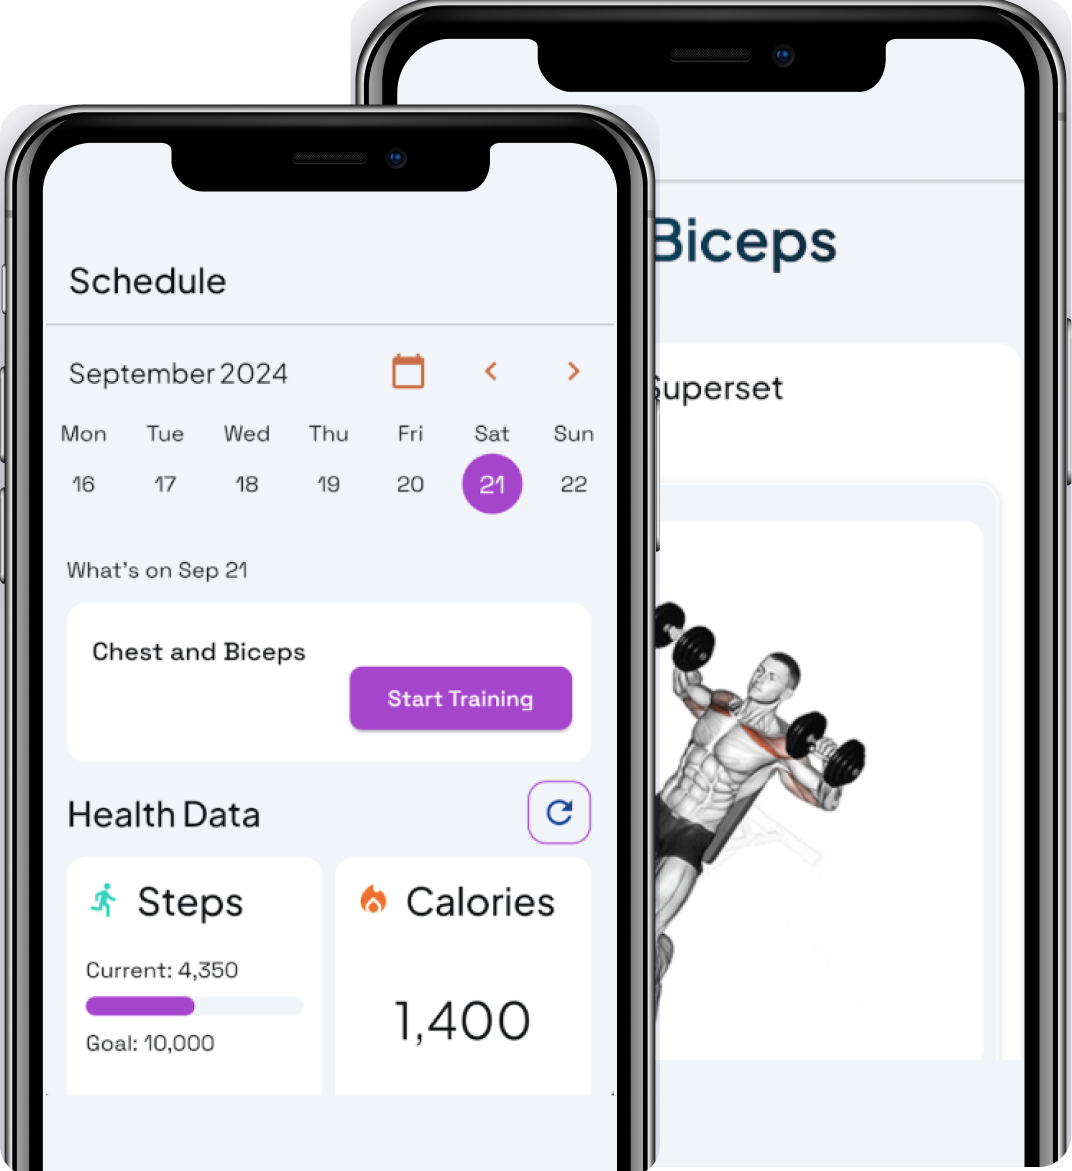 Biceps
Superset
Schedule
September 2024
Mon Tue Wed Thu Fri Sat Sun
16 17 18 19 20 21 22
What's on Sep 21
Chest and Biceps
Start Training
Health Data
Steps
Current: 4,350
Goal: 10,000
Calories
1,400